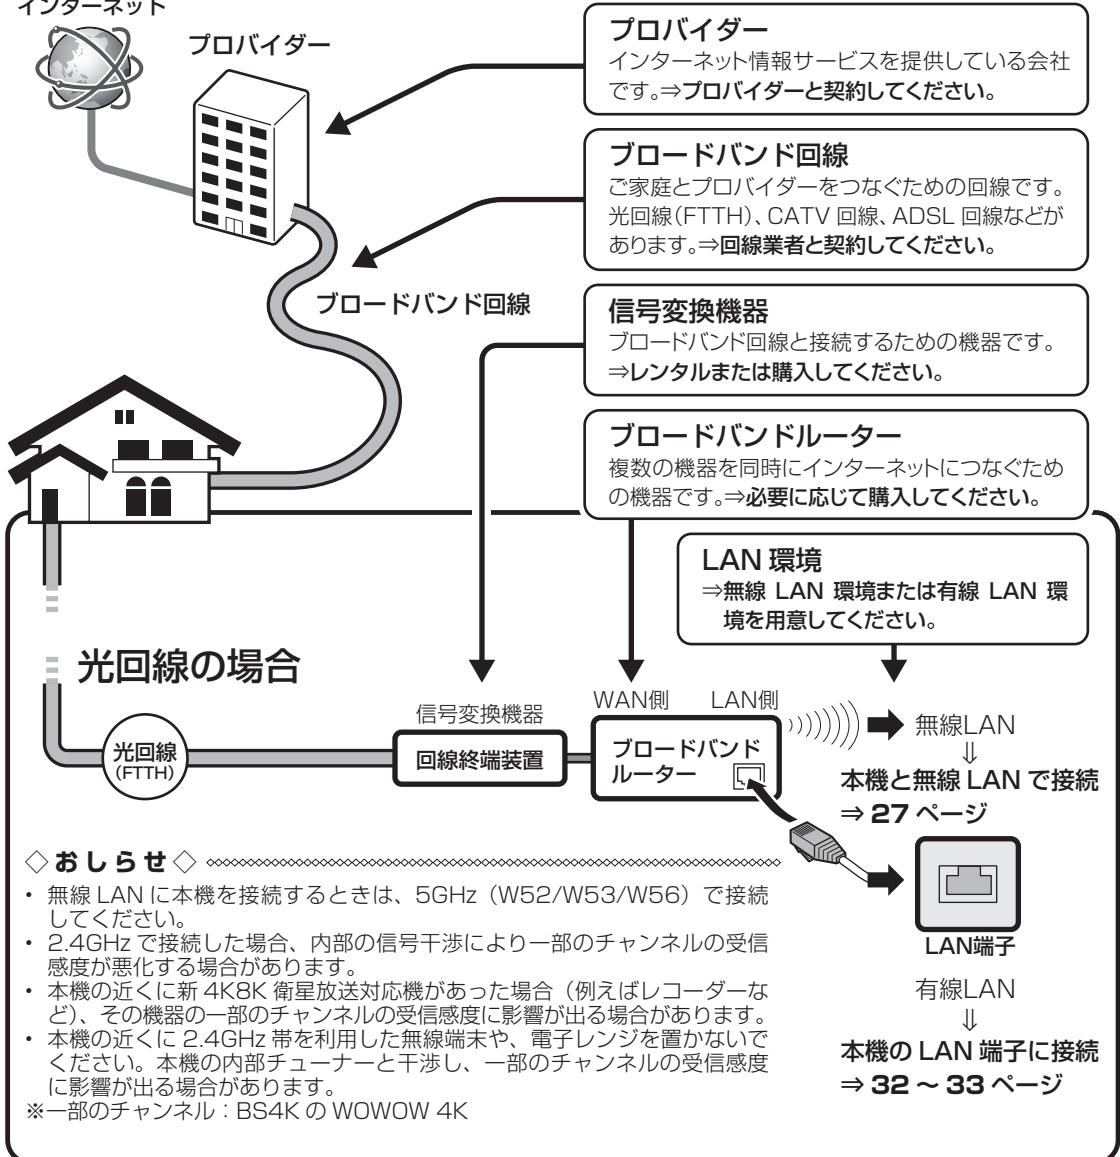 インターネット
プロバイダー
プロバイダー
インターネット情報サービスを提供している会社
です。⇒プロバイダーと契約してください。
ブロードバンド回線
ご家庭とプロバイダーをつなぐための回線です。
光回線(FTTH)、CATV 回線、ADSL 回線などが
あります。⇒回線業者と契約してください。
ブロードバンド回線
信号変換機器
ブロードバンド回線と接続するための機器です。
⇒レンタルまたは購入してください。
ブロードバンドルーター
複数の機器を同時にインターネットにつなぐため
の機器です。⇒必要に応じて購入してください。
LAN 環境
⇒無線 LAN 環境または有線 LAN 環
境を用意してください。
光回線の場合
光回線
(FTTH)
信号変換機器
回線終端装置
WAN側 LAN側
ブロードバンド
ルーター
無線LAN
⇓
本機と無線 LAN で接続
⇒ 27 ページ
LAN端子
有線LAN
⇓
本機の LAN 端子に接続
⇒ 32 ~ 33 ページ
◇おしらせ◇
• 無線 LAN に本機を接続するときは、5GHz(W52/W53/W56)で接続
してください。
• 2.4GHz で接続した場合、内部の信号干渉により一部のチャンネルの受信
感度が悪化する場合があります。
• 本機の近くに新 4K8K 衛星放送対応機があった場合(例えばレコーダーな
ど)、その機器の一部のチャンネルの受信感度に影響が出る場合があります。
• 本機の近くに 2.4GHz 帯を利用した無線端末や、電子レンジを置かないで
ください。本機の内部チューナーと干渉し、一部のチャンネルの受信感度
に影響が出る場合があります。
※一部のチャンネル:BS4K の WOWOW 4K